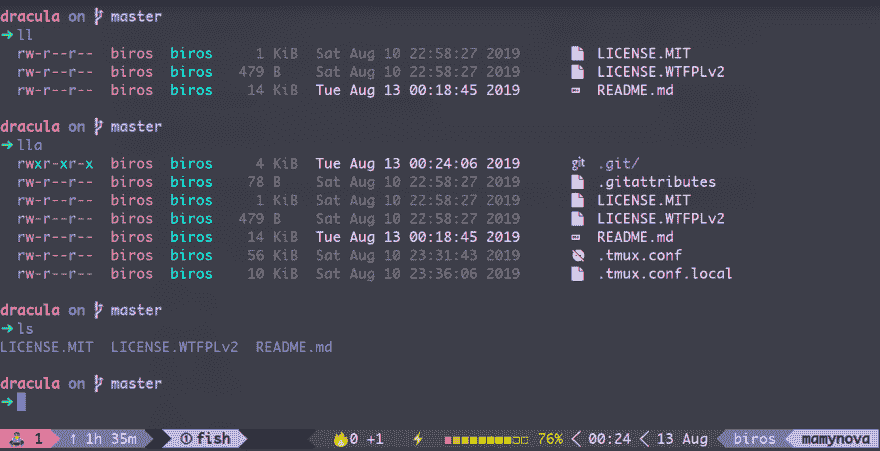 dracula on master
➜ ll
rw-r--r-- biros biros 1 KiB Sat Aug 10 22:58:27 2019 LICENSE.MIT
rw-r--r-- biros biros 479 B Sat Aug 10 22:58:27 2019 LICENSE.WTFPLv2
rw-r--r-- biros biros 14 KiB Tue Aug 13 00:18:45 2019 README.md
dracula on master
➜ lla
rwxr-xr-x biros biros 4 KiB Tue Aug 13 00:24:06 2019 git .git/
rw-r--r-- biros biros 78 B Sat Aug 10 22:58:27 2019 .gitattributes
rw-r--r-- biros biros 1 KiB Sat Aug 10 22:58:27 2019 LICENSE.MIT
rw-r--r-- biros biros 479 B Sat Aug 10 22:58:27 2019 LICENSE.WTFPLv2
rw-r--r-- biros biros 14 KiB Tue Aug 13 00:18:45 2019 README.md
rw-r--r-- biros biros 56 KiB Sat Aug 10 23:31:43 2019 .tmux.conf
rw-r--r-- biros biros 10 KiB Sat Aug 10 23:36:06 2019 .tmux.conf.local
dracula on master
➜ ls
LICENSE.MIT LICENSE.WTFPLv2 README.md
dracula on master
➜
1 ↑ 1h 35m ① fish 🔥0 +1 ⚡ 76% 00:24 13 Aug biros mamynova